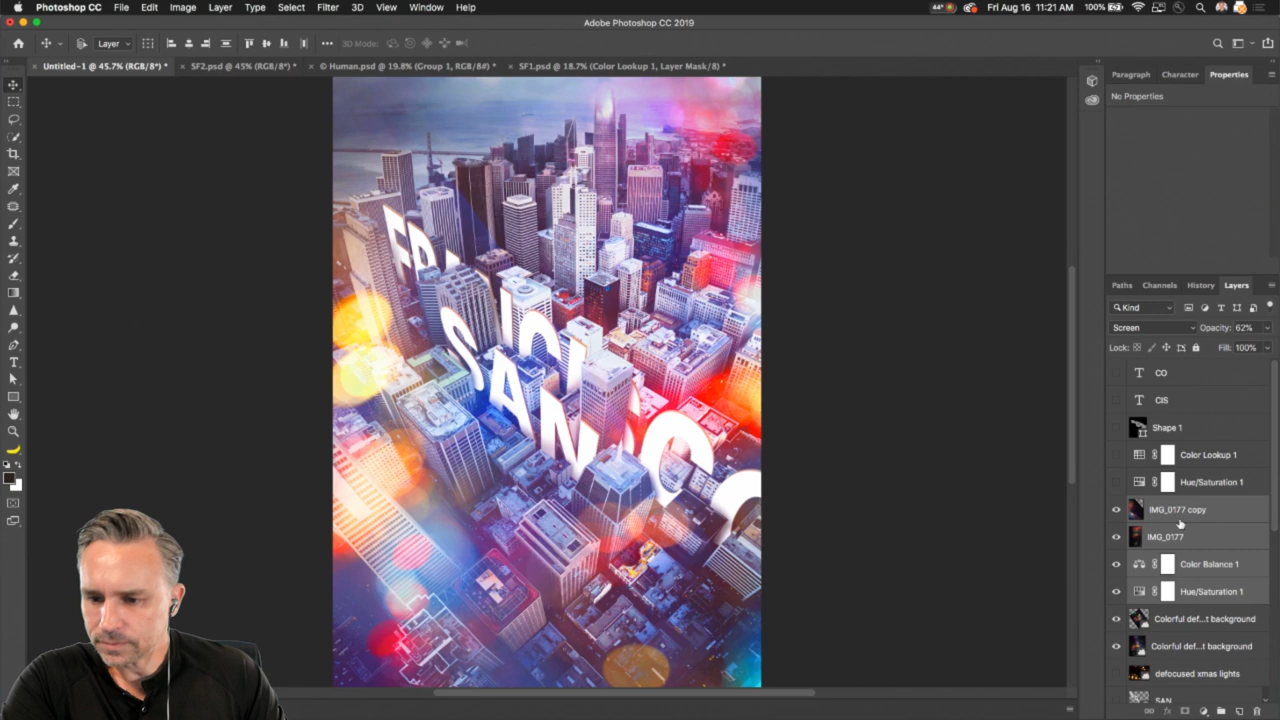 Photoshop CC File Edit Image Layer Type Select Filter 3D View Window Help
44° 100% Fri Aug 16 11:21 AM
Adobe Photoshop CC 2019
Layer 3D Mode:
Untitled-1 @ 45.7% (RGB/8*) * SF2.psd @ 45% (RGB/8*) * © Human.psd @ 19.8% (Group 1, RGB/8#) * SF1.psd @ 18.7% (Color Lookup 1, Layer Mask/8) *
Paragraph Character Properties
No Properties
Paths Channels History Layers
Kind
Screen Opacity: 62%
Lock: Fill: 100%
T CO
T CIS
Shape 1
Color Lookup 1
Hue/Saturation 1
IMG_0177 copy
IMG_0177
Color Balance 1
Hue/Saturation 1
Colorful def...t background
Colorful def...t background
defocused xmas lights
SAN
SAN